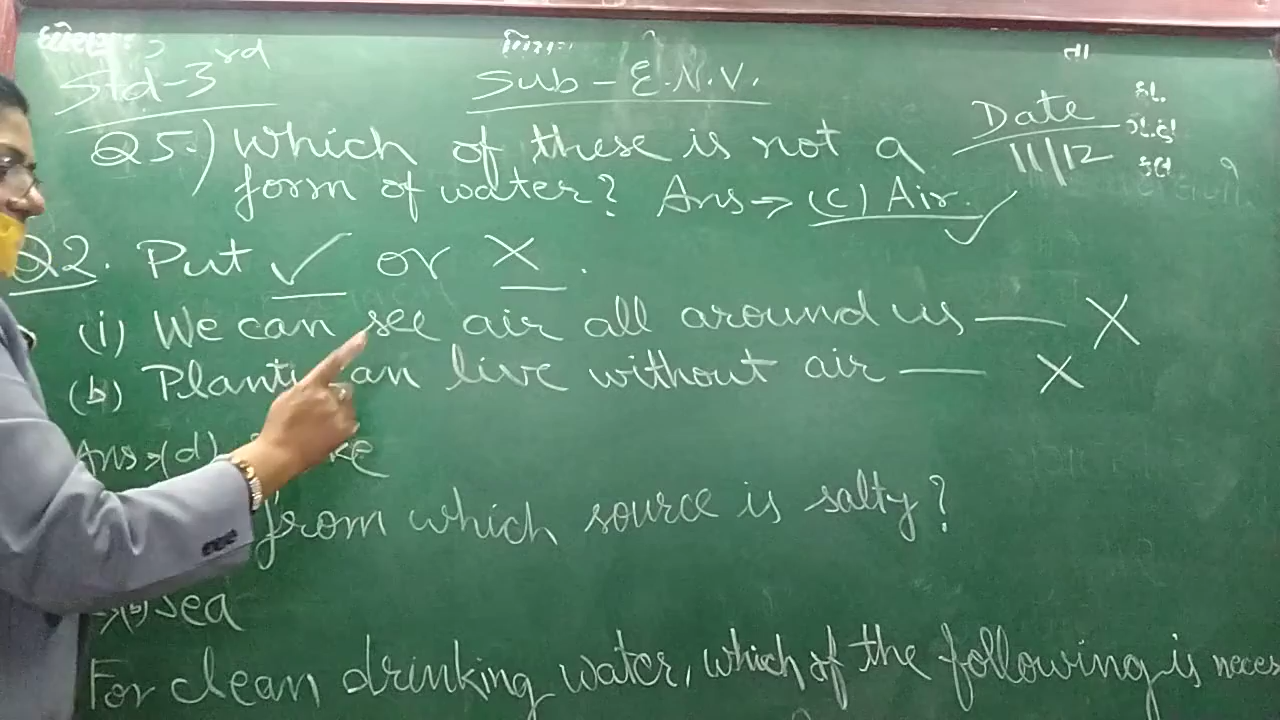 Std-3rd Sub-E.N.V. Date
11/12
Q5.) Which of these is not a
form of water? Ans → (c) Air. ✓
Q2. Put ✓ or X.
(i) We can see air all around us — X
(b) Plants an live without air — X
Ans → (d)
from which source is salty?
→ (b) Sea
For clean drinking water, which of the following is neces